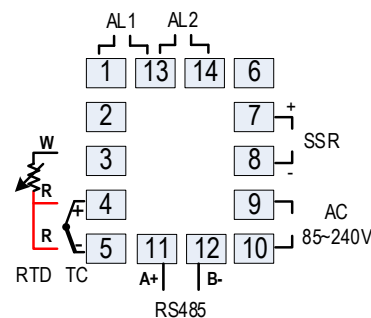 AL1 AL2
1 13 14 6
2 7 + SSR
W 3 8 -
R 4 + 9 AC
85~240V
R 5 - 11 12 10
RTD TC A+ B-
RS485